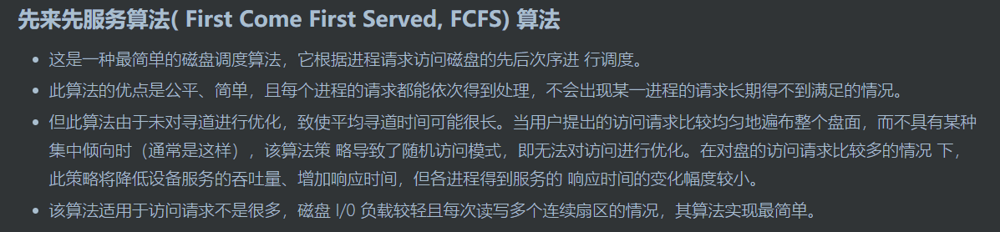 先来先服务算法( First Come First Served, FCFS) 算法
这是一种最简单的磁盘调度算法，它根据进程请求访问磁盘的先后次序进 行调度。
此算法的优点是公平、简单，且每个进程的请求都能依次得到处理，不会出现某一进程的请求长期得不到满足的情况。
但此算法由于未对寻道进行优化，致使平均寻道时间可能很长。当用户提出的访问请求比较均匀地遍布整个盘面，而不具有某种
集中倾向时（通常是这样），该算法策 略导致了随机访问模式，即无法对访问进行优化。在对盘的访问请求比较多的情况 下，
此策略将降低设备服务的吞吐量、增加响应时间，但各进程得到服务的 响应时间的变化幅度较小。
该算法适用于访问请求不是很多，磁盘 I/0 负载较轻且每次读写多个连续扇区的情况，其算法实现最简单。